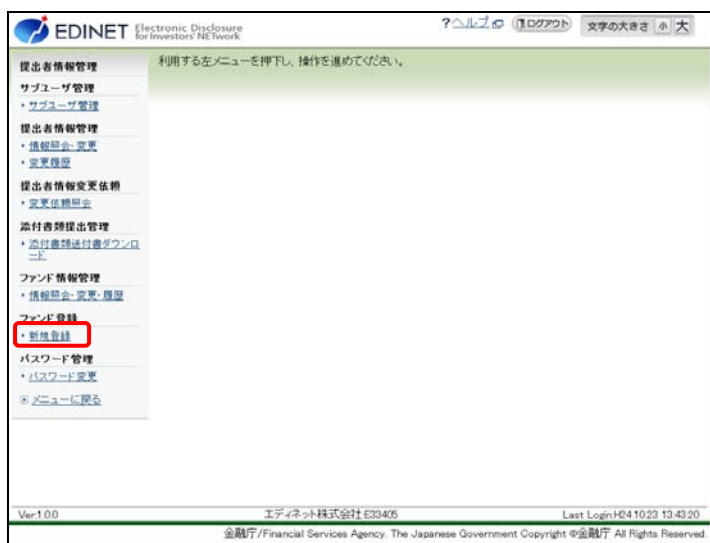 EDINET Electronic Disclosure
for Investors' NETwork
?ヘルプ ログアウト 文字の大きさ 小 大
提出者情報管理
利用する左メニューを押下し、操作を進めてください。
サブユーザ管理
・サブユーザ管理
提出者情報管理
・情報照会・変更
・変更履歴
提出者情報変更依頼
・変更依頼照会
添付書類提出管理
・添付書類送付書ダウンロ
ード
ファンド情報管理
・情報照会・変更・履歴
ファンド登録
・新規登録
パスワード管理
・パスワード変更
メニューに戻る
Ver.1.0.0 エディネット株式会社 E33405 Last Login:H24.10.23 13:43:20
金融庁/Financial Services Agency. The Japanese Government Copyright ©金融庁 All Rights Reserved.